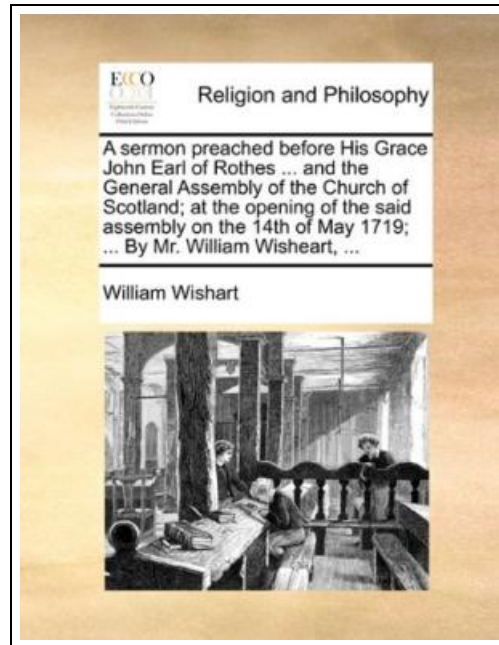 ECCO
Religion and Philosophy
A sermon preached before His Grace
John Earl of Rothes ... and the
General Assembly of the Church of
Scotland; at the opening of the said
assembly on the 14th of May 1719;
... By Mr. William Wisheart, ...
William Wishart